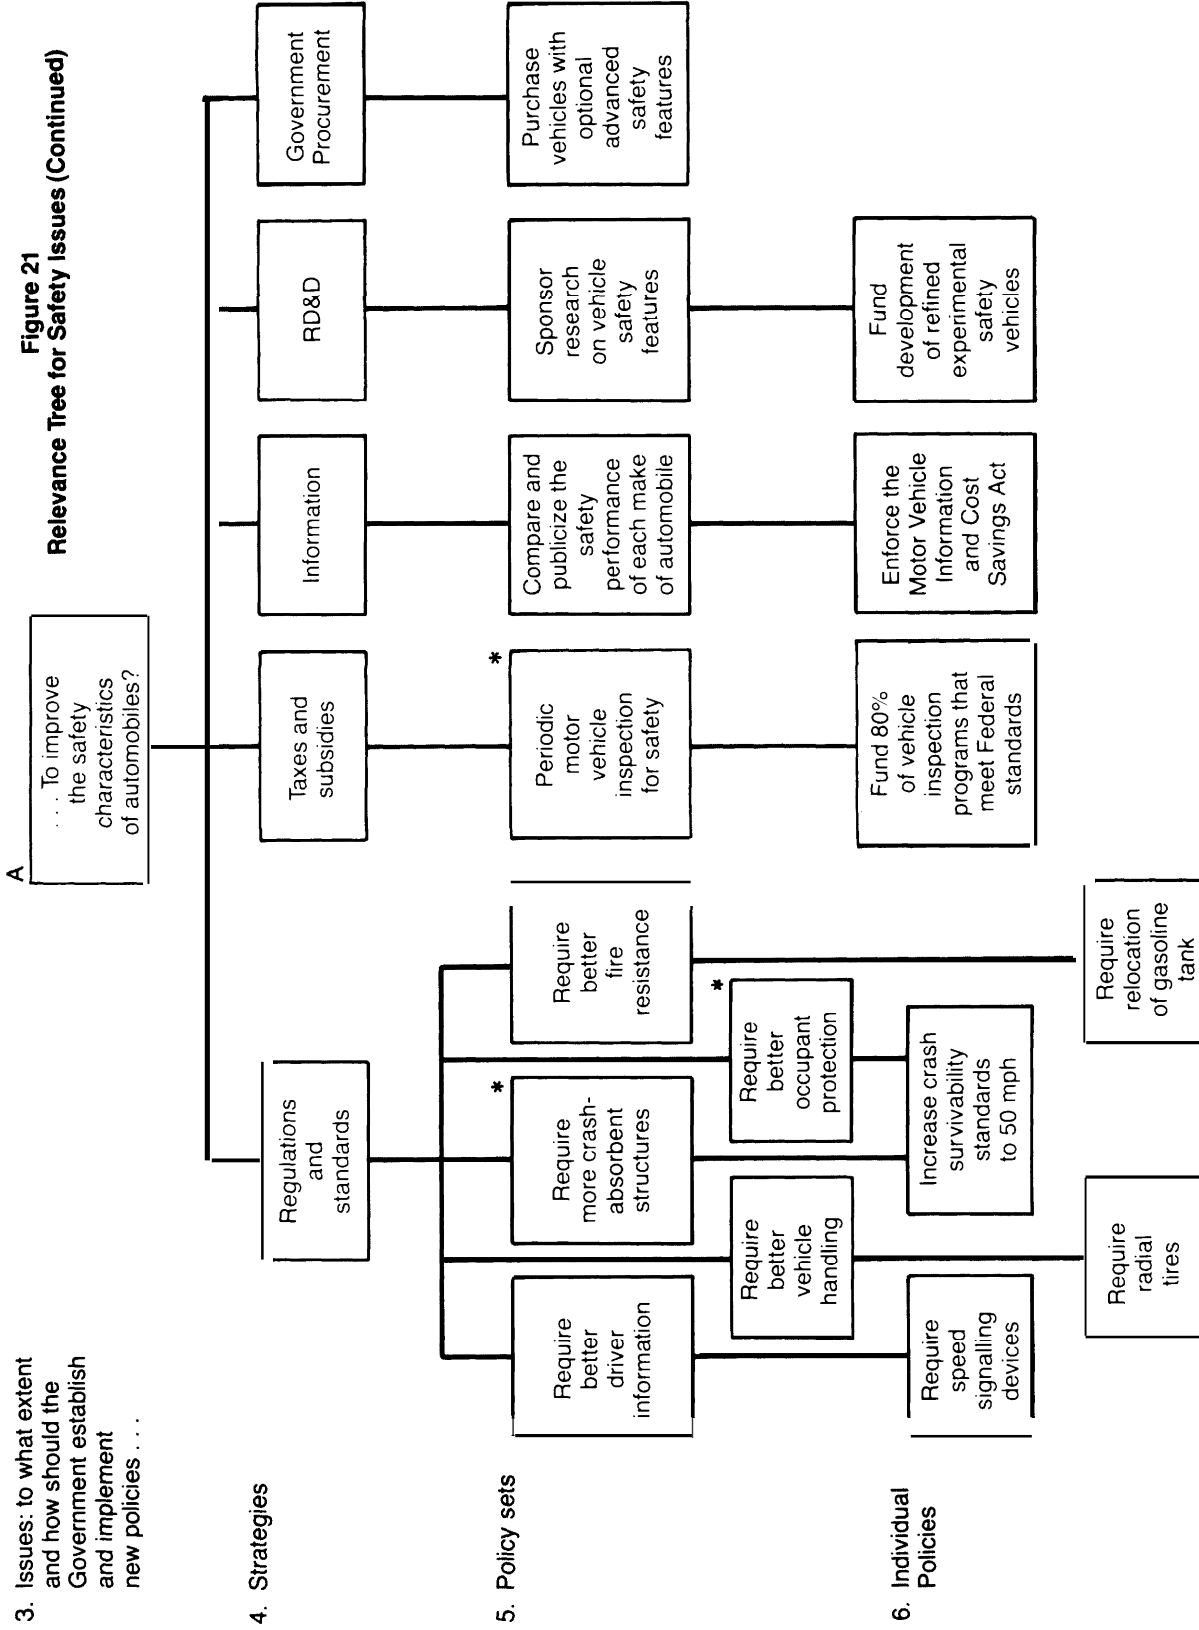 Figure 21
Relevance Tree for Safety Issues (Continued)
3. Issues: to what extent
and how should the
Government establish
and implement
new policies . . .
A
. . . To improve
the safety
characteristics
of automobiles?
4. Strategies
Regulations
and
standards
Taxes and
subsidies
Information
RD&D
Government
Procurement
5. Policy sets
Require
better
driver
information
Require
better
vehicle
handling
*
Require
more crash-
absorbent
structures
*
Require
better
occupant
protection
Require
better
fire
resistance
*
Periodic
motor
vehicle
inspection
for safety
Compare and
publicize the
safety
performance
of each make
of automobile
Sponsor
research
on vehicle
safety
features
Purchase
vehicles with
optional
advanced
safety
features
6. Individual
Policies
Require
speed
signalling
devices
Require
radial
tires
Increase crash
survivability
standards
to 50 mph
Require
relocation
of gasoline
tank
Fund 80%
of vehicle
inspection
programs that
meet Federal
standards
Enforce the
Motor Vehicle
Information
and Cost
Savings Act
Fund
development
of refined
experimental
safety
vehicles